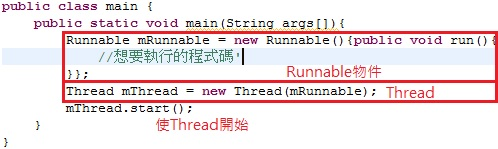 public class main {
public static void main(String args[]){
Runnable mRunnable = new Runnable(){public void run(){
//想要執行的程式碼'
}};
Runnable物件
Thread mThread = new Thread(mRunnable);
Thread
mThread.start();
}
使Thread開始
}